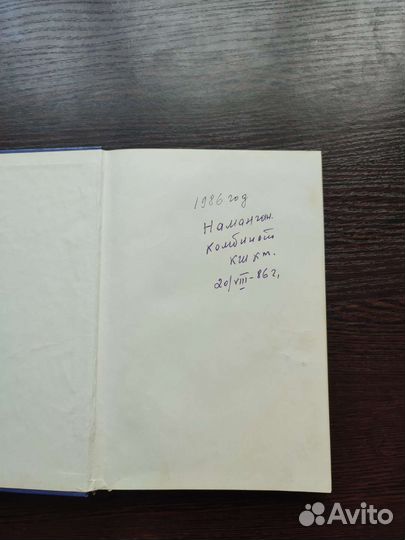 1986 год
Наманган.
комбинат
кш км.
20/VIII-86 г,
Avito